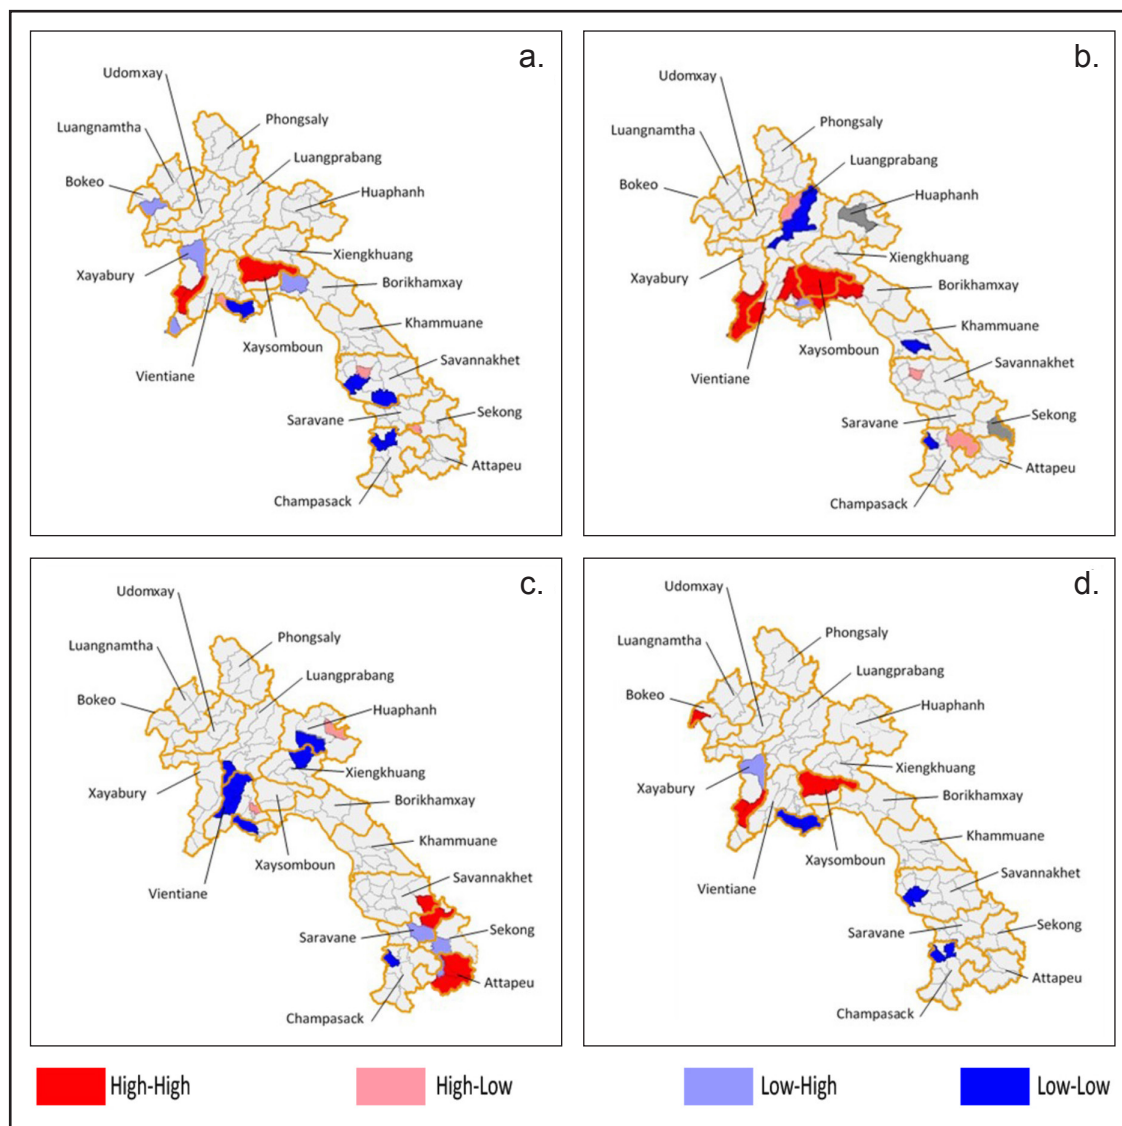 a.
Udomxay
Phongsaly
Luangnamtha
Luangprabang
Bokeo
Huaphanh
Xiengkhuang
Xayabury
Borikhamxay
Khammuane
Xaysomboun
Vientiane
Savannakhet
Saravane
Sekong
Attapeu
Champasack
b.
Udomxay
Phongsaly
Luangnamtha
Luangprabang
Bokeo
Huaphanh
Xiengkhuang
Xayabury
Borikhamxay
Khammuane
Xaysomboun
Savannakhet
Vientiane
Saravane
Sekong
Attapeu
Champasack
c.
Udomxay
Phongsaly
Luangnamtha
Luangprabang
Bokeo
Huaphanh
Xiengkhuang
Xayabury
Borikhamxay
Khammuane
Xaysomboun
Savannakhet
Vientiane
Saravane
Sekong
Attapeu
Champasack
d.
Udomxay
Phongsaly
Luangnamtha
Luangprabang
Bokeo
Huaphanh
Xiengkhuang
Xayabury
Borikhamxay
Khammuane
Xaysomboun
Savannakhet
Vientiane
Saravane
Sekong
Attapeu
Champasack
High-High
High-Low
Low-High
Low-Low